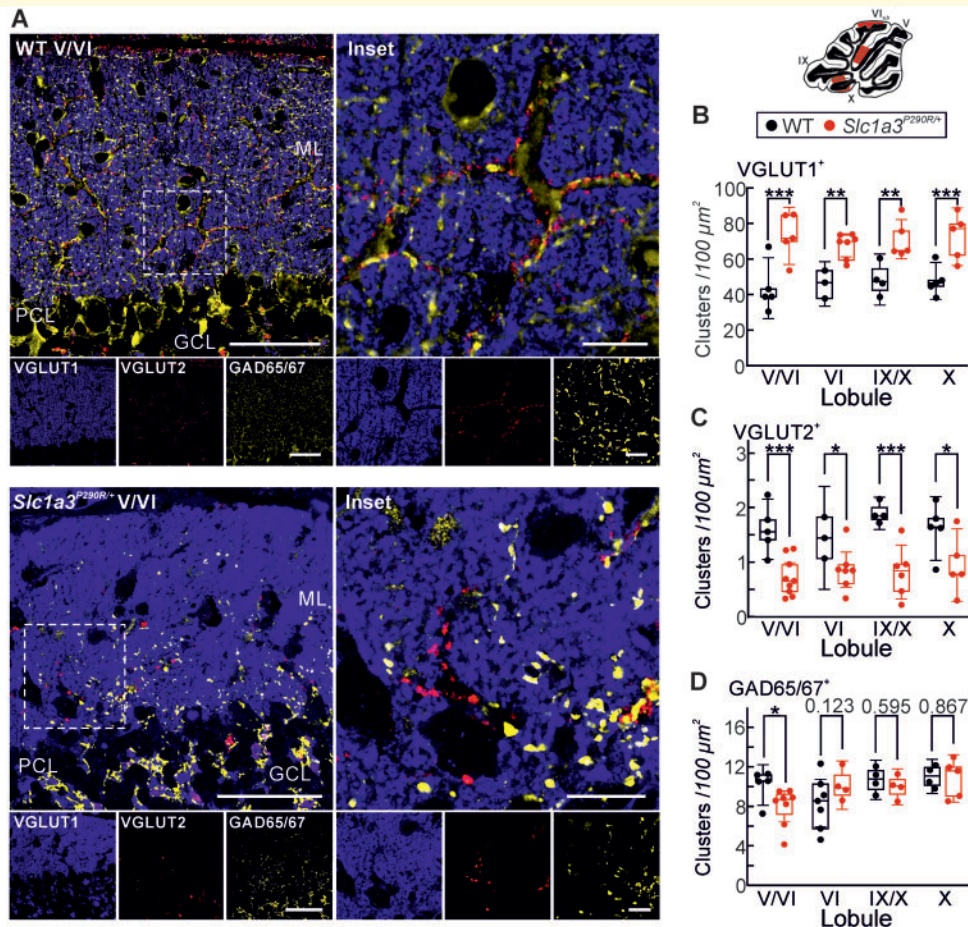 A
WT V/VI
Inset
ML
PCL
GCL
VGLUT1
VGLUT2
GAD65/67
Slc1a3P290R/+ V/VI
Inset
ML
PCL
GCL
VGLUT1
VGLUT2
GAD65/67
V
IX
X
B
WT Slc1a3P290R/+
VGLUT1+
*** ** ** ***
100
80
60
40
20
0
Clusters /100 µm2
V/VI VI IX/X X
Lobule
C
VGLUT2+
*** * *** *
3
2
1
0
Clusters /100 µm2
V/VI VI IX/X X
Lobule
D
GAD65/67+
* 0.123 0.595 0.867
16
12
8
4
0
Clusters /100 µm2
V/VI VI IX/X X
Lobule